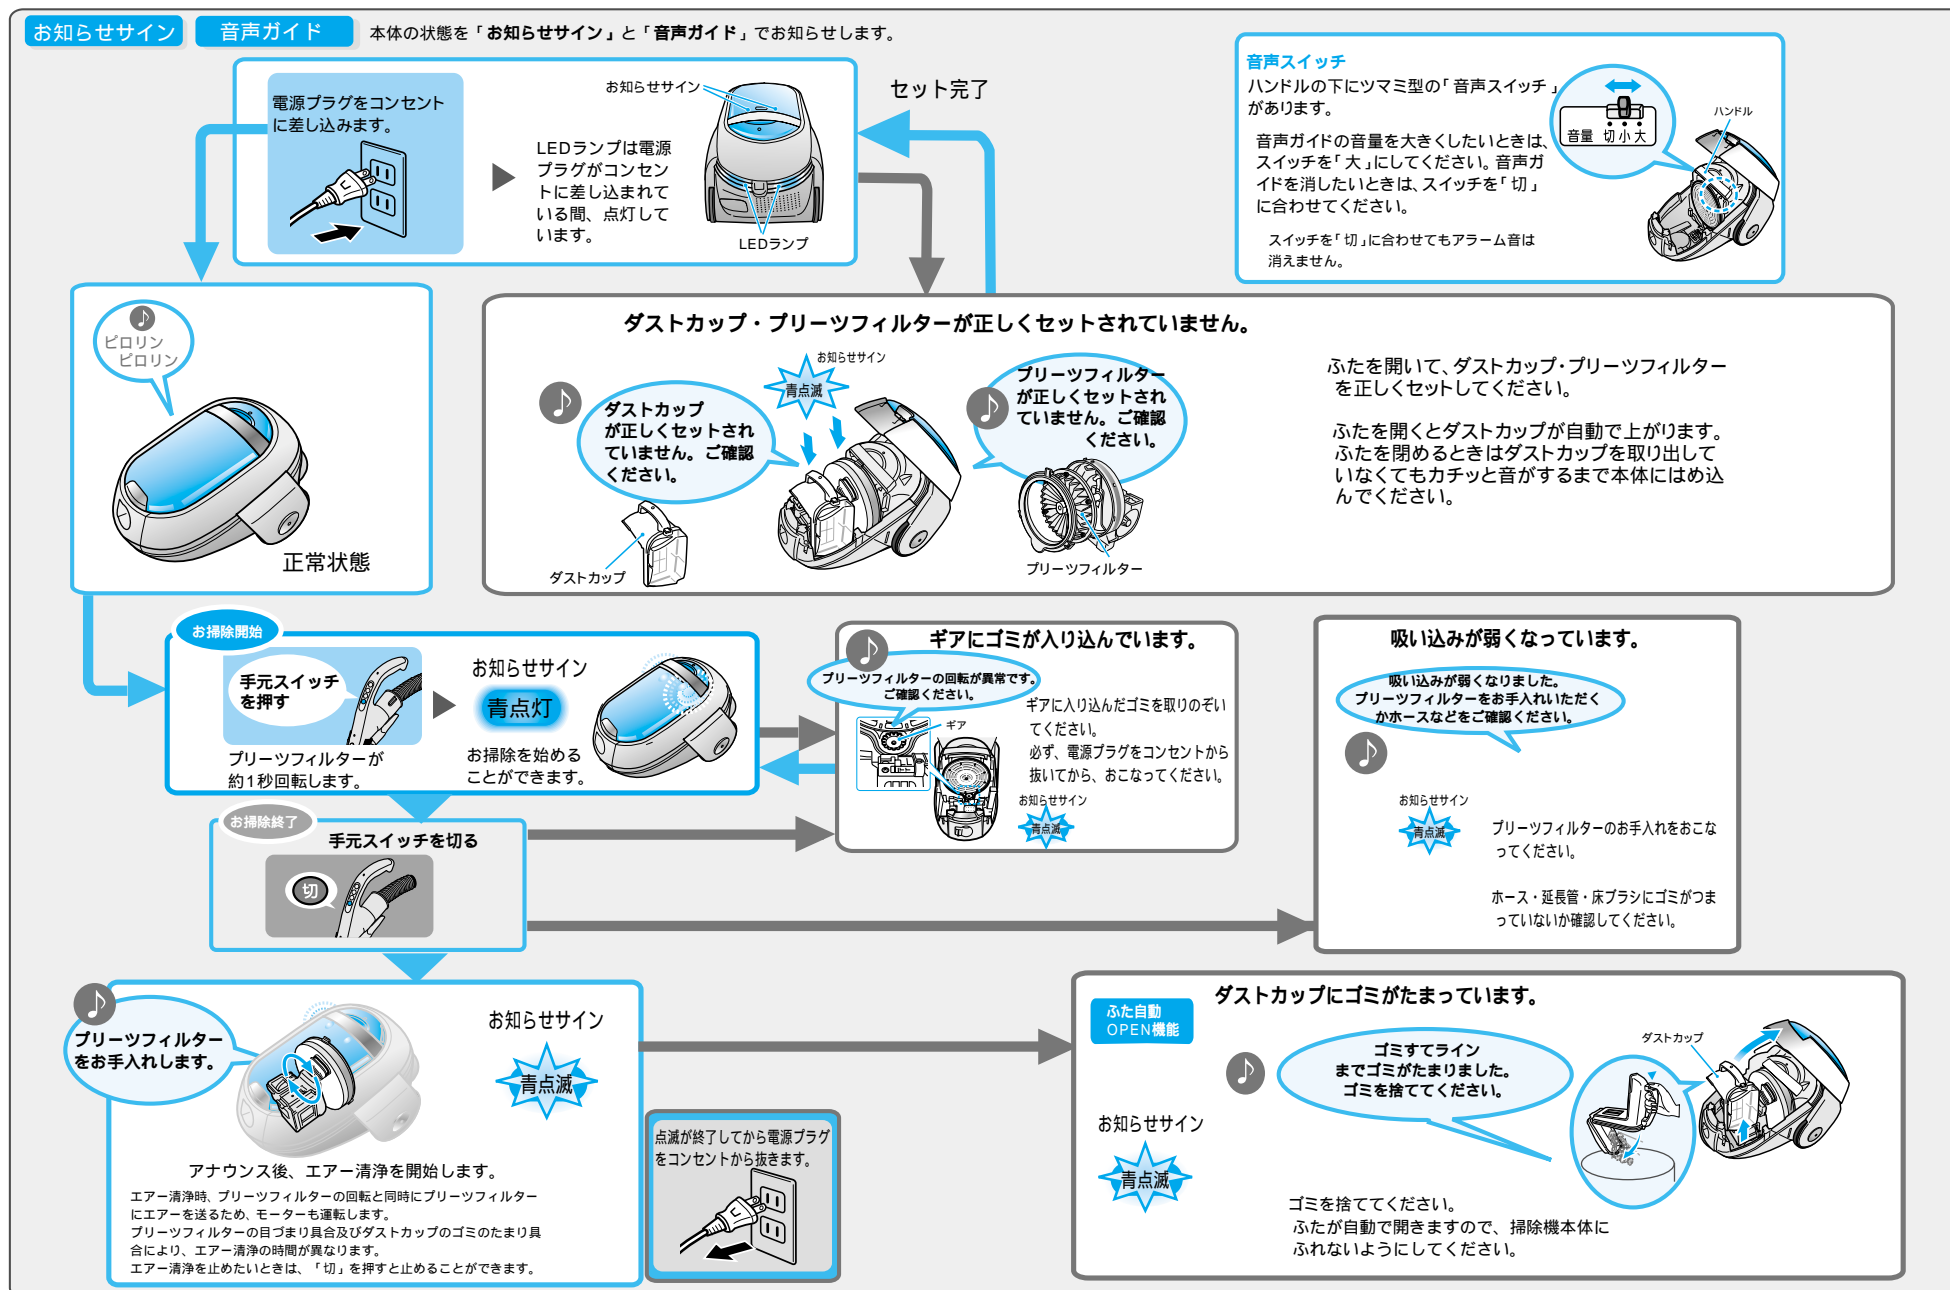 お知らせサイン
音声ガイド
本体の状態を「お知らせサイン」と「音声ガイド」でお知らせします。
電源プラグをコンセント
に差し込みます。
お知らせサイン
LEDランプは電源
プラグがコンセン
トに差し込まれて
いる間、点灯して
います。
LEDランプ
セット完了
音声スイッチ
ハンドルの下にツマミ型の「音声スイッチ」
があります。
音声ガイドの音量を大きくしたいときは、
スイッチを「大」にしてください。音声ガ
イドを消したいときは、スイッチを「切」
に合わせてください。
スイッチを「切」に合わせてもアラーム音は
消えません。
音量 切 小 大
ハンドル
ピロリン
ピロリン
正常状態
ダストカップ・プリーツフィルターが正しくセットされていません。
お知らせサイン
青点滅
ダストカップ
が正しくセットされ
ていません。ご確認
ください。
プリーツフィルター
が正しくセットされ
ていません。ご確認
ください。
ダストカップ
プリーツフィルター
ふたを開いて、ダストカップ・プリーツフィルター
を正しくセットしてください。
ふたを開くとダストカップが自動で上がります。
ふたを閉めるときはダストカップを取り出して
いなくてもカチッと音がするまで本体にはめ込
んでください。
お掃除開始
手元スイッチ
を押す
プリーツフィルターが
約1秒回転します。
お知らせサイン
青点灯
お掃除を始める
ことができます。
ギアにゴミが入り込んでいます。
プリーツフィルターの回転が異常です。
ご確認ください。
ギア
ギアに入り込んだゴミを取りのぞい
てください。
必ず、電源プラグをコンセントから
抜いてから、おこなってください。
お知らせサイン
青点滅
吸い込みが弱くなっています。
吸い込みが弱くなりました。
プリーツフィルターをお手入れいただく
かホースなどをご確認ください。
お知らせサイン
青点滅
プリーツフィルターのお手入れをおこな
ってください。
ホース・延長管・床ブラシにゴミがつま
っていないか確認してください。
お掃除終了
手元スイッチを切る
切
プリーツフィルター
をお手入れします。
お知らせサイン
青点滅
アナウンス後、エアー清浄を開始します。
エアー清浄時、プリーツフィルターの回転と同時にプリーツフィルター
にエアーを送るため、モーターも運転します。
プリーツフィルターの目づまり具合及びダストカップのゴミのたまり具
合により、エアー清浄の時間が異なります。
エアー清浄を止めたいときは、「切」を押すと止めることができます。
点滅が終了してから電源プラグ
をコンセントから抜きます。
ふた自動
OPEN機能
ダストカップにゴミがたまっています。
ゴミすてライン
までゴミがたまりました。
ゴミを捨ててください。
ダストカップ
お知らせサイン
青点滅
ゴミを捨ててください。
ふたが自動で開きますので、掃除機本体に
ふれないようにしてください。